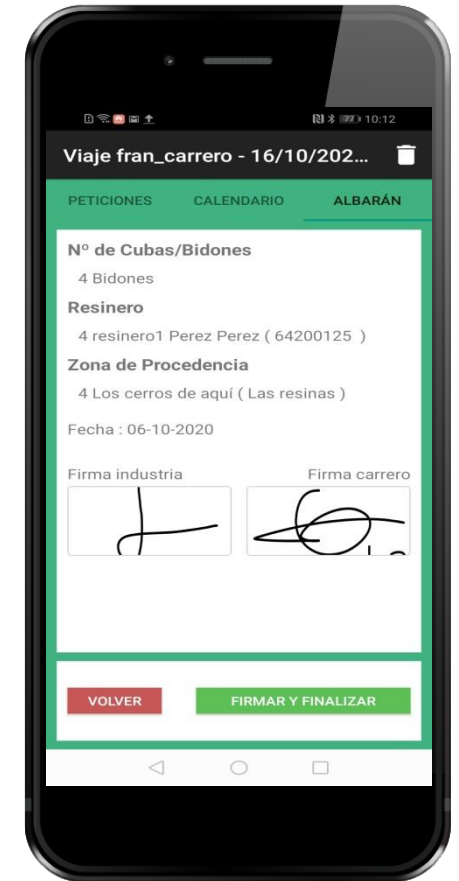 77 10:12
Viaje fran_carrero - 16/10/202...
PETICIONES CALENDARIO ALBARÁN
Nº de Cubas/Bidones
4 Bidones
Resinero
4 resinero1 Perez Perez ( 64200125 )
Zona de Procedencia
4 Los cerros de aquí ( Las resinas )
Fecha : 06-10-2020
Firma industria Firma carrero
VOLVER FIRMAR Y FINALIZAR